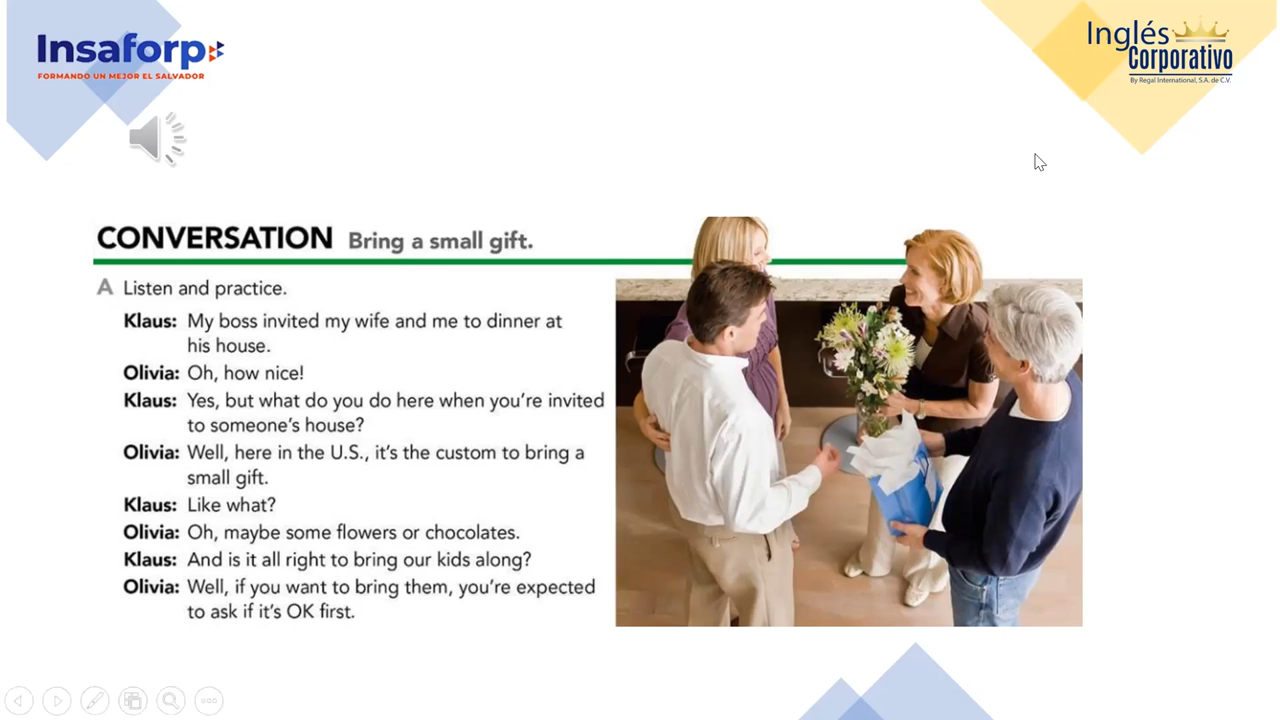 Insaforp
FORMANDO UN MEJOR EL SALVADOR
Inglés
Corporativo
By Regal International, S.A. de C.V.
CONVERSATION Bring a small gift.
A Listen and practice.
Klaus: My boss invited my wife and me to dinner at
his house.
Olivia: Oh, how nice!
Klaus: Yes, but what do you do here when you're invited
to someone's house?
Olivia: Well, here in the U.S., it's the custom to bring a
small gift.
Klaus: Like what?
Olivia: Oh, maybe some flowers or chocolates.
Klaus: And is it all right to bring our kids along?
Olivia: Well, if you want to bring them, you're expected
to ask if it's OK first.